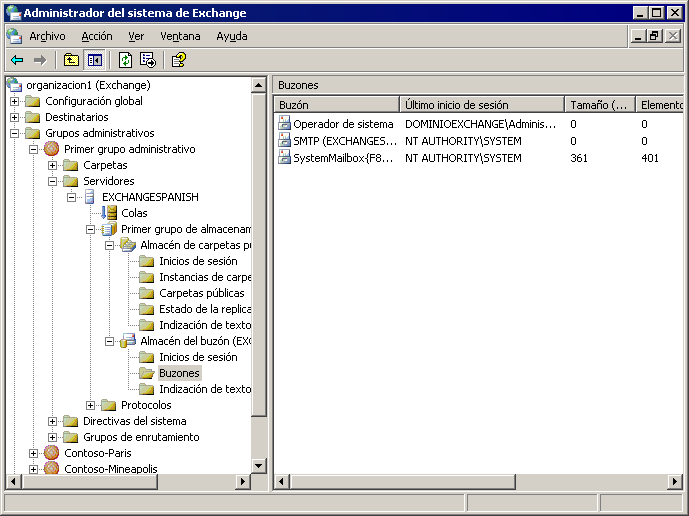 Administrador del sistema de Exchange
Archivo Acción Ver Ventana Ayuda
organizacion1 (Exchange)
Configuración global
Destinatarios
Grupos administrativos
Primer grupo administrativo
Carpetas
Servidores
EXCHANGESPANISH
Colas
Primer grupo de almacenam
Almacén de carpetas pú
Inicios de sesión
Instancias de carpe
Carpetas públicas
Estado de la replica
Indización de texto
Almacén del buzón (EXC
Inicios de sesión
Buzones
Indización de texto
Protocolos
Directivas del sistema
Grupos de enrutamiento
Contoso-Paris
Contoso-Mineapolis
Buzones
Buzón Último inicio de sesión Tamaño (... Elemento
Operador de sistema DOMINIOEXCHANGE\Adminis... 0 0
SMTP (EXCHANGES... NT AUTHORITY\SYSTEM 0 0
SystemMailbox{F8... NT AUTHORITY\SYSTEM 361 401